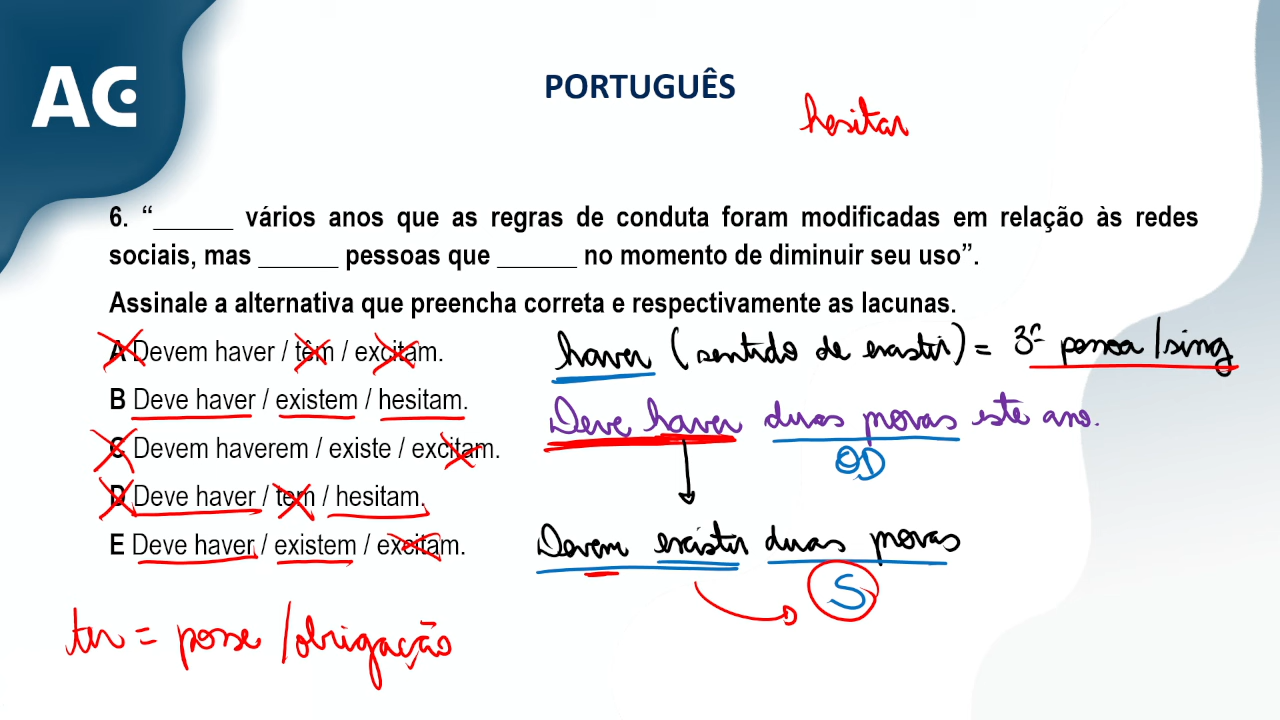 AC
PORTUGUÊS
hesitar
6. “______ vários anos que as regras de conduta foram modificadas em relação às redes
sociais, mas ______ pessoas que ______ no momento de diminuir seu uso”.
Assinale a alternativa que preencha correta e respectivamente as lacunas.
A Devem haver / têm / excitam.
haver (sentido de existir) = 3ª pessoa / sing
B Deve haver / existem / hesitam.
Deve haver duas provas este ano.
C Devem haverem / existe / excitam.
OD
D Deve haver / tem / hesitam.
E Deve haver / existem / excitam.
Devem existir duas provas
S
ter = posse / obrigação